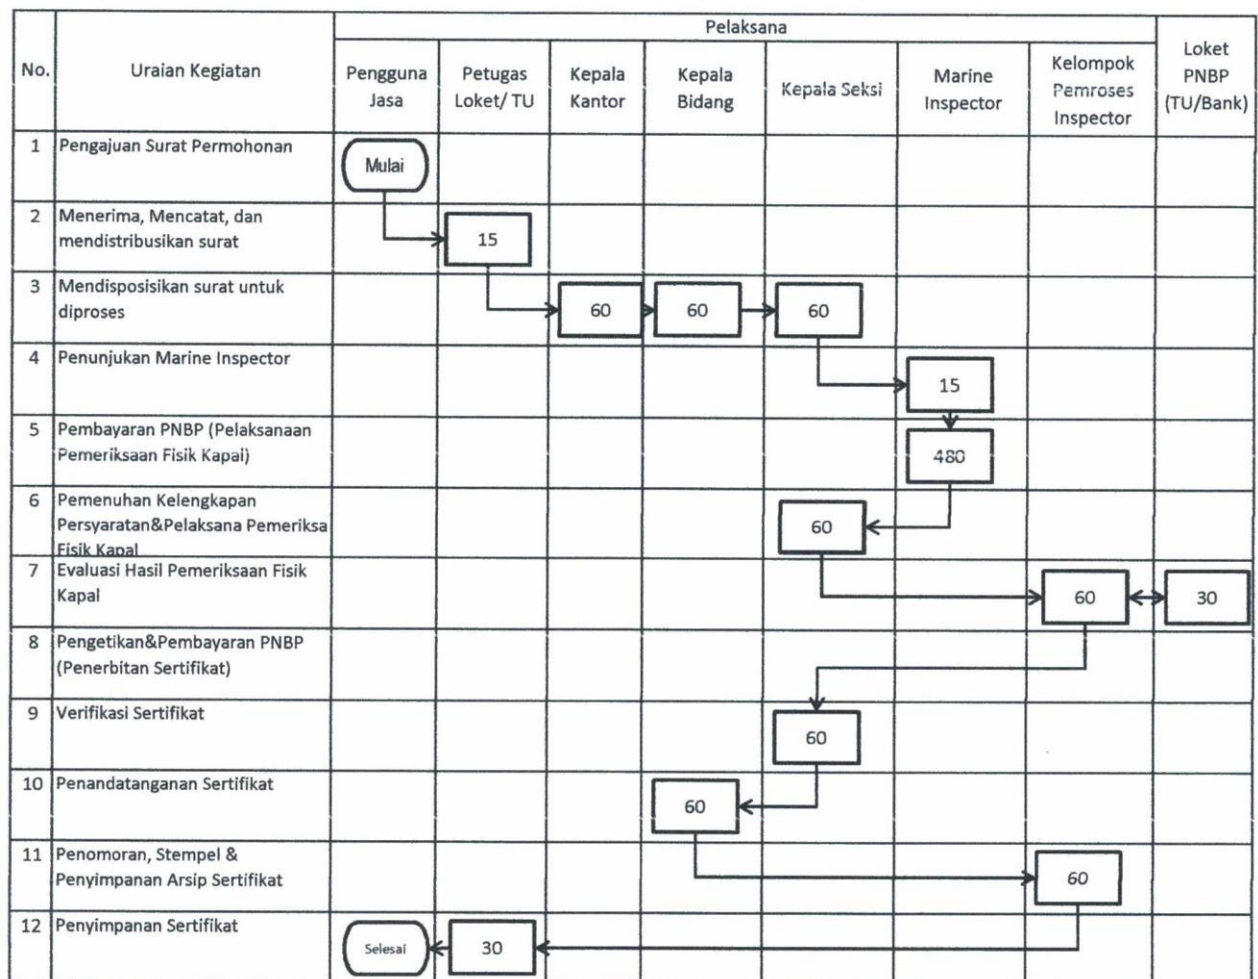 Pelaksana
No.
Uraian Kegiatan
Pengguna
Jasa
Petugas
Loket/ TU
Kepala
Kantor
Kepala
Bidang
Kepala Seksi
Marine
Inspector
Kelompok
Pemroses
Inspector
Loket
PNBP
(TU/Bank)
1 Pengajuan Surat Permohonan
Mulai
2 Menerima, Mencatat, dan
mendistribusikan surat
15
3 Mendisposisikan surat untuk
diproses
60 60 60
4 Penunjukan Marine Inspector
15
5 Pembayaran PNBP (Pelaksanaan
Pemeriksaan Fisik Kapal)
480
6 Pemenuhan Kelengkapan
Persyaratan&Pelaksana Pemeriksa
Fisik Kapal
60
7 Evaluasi Hasil Pemeriksaan Fisik
Kapal
60 30
8 Pengetikan&Pembayaran PNBP
(Penerbitan Sertifikat)
9 Verifikasi Sertifikat
60
10 Penandatanganan Sertifikat
60
11 Penomoran, Stempel &
Penyimpanan Arsip Sertifikat
60
12 Penyimpanan Sertifikat
Selesai 30